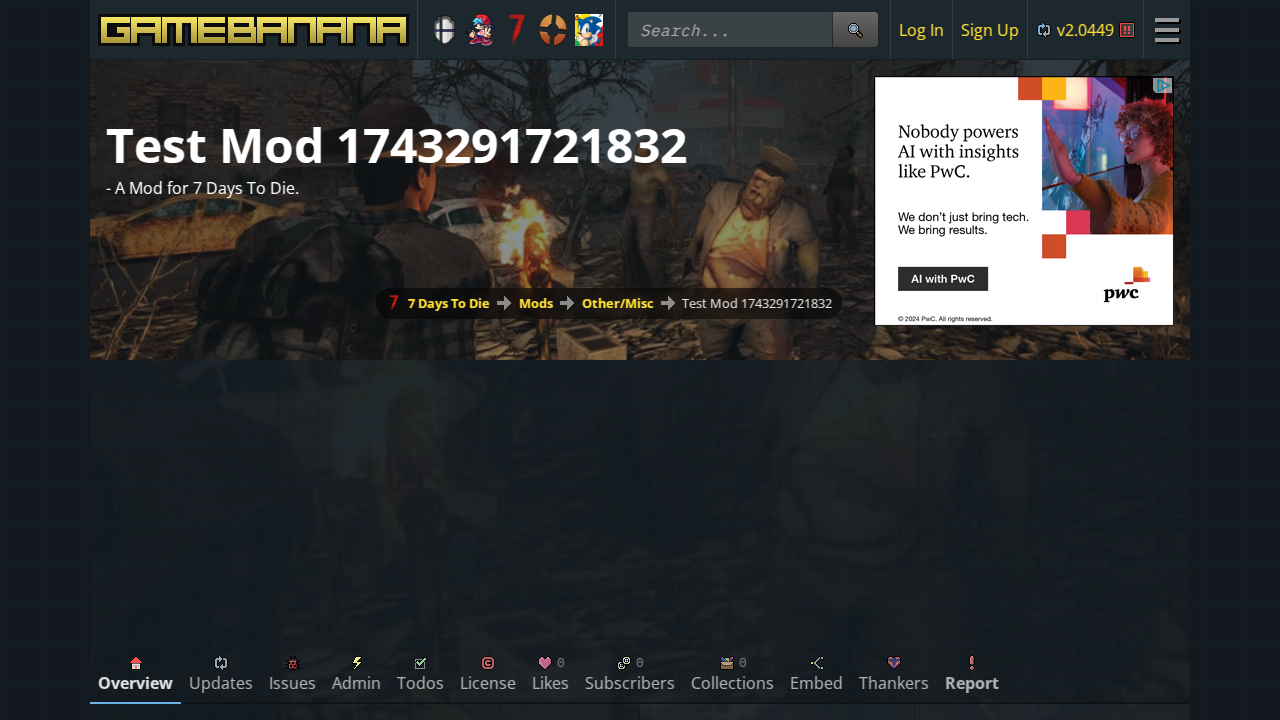 GAMEBANANA
Search...
Log In
Sign Up
v2.0449
Test Mod 1743291721832
- A Mod for 7 Days To Die.
7 Days To Die
Mods
Other/Misc
Test Mod 1743291721832
Nobody powers
AI with insights
like PwC.
We don't just bring tech.
We bring results.
AI with PwC
pwc
© 2024 PwC. All rights reserved.
0
0
0
Overview
Updates
Issues
Admin
Todos
License
Likes
Subscribers
Collections
Embed
Thankers
Report